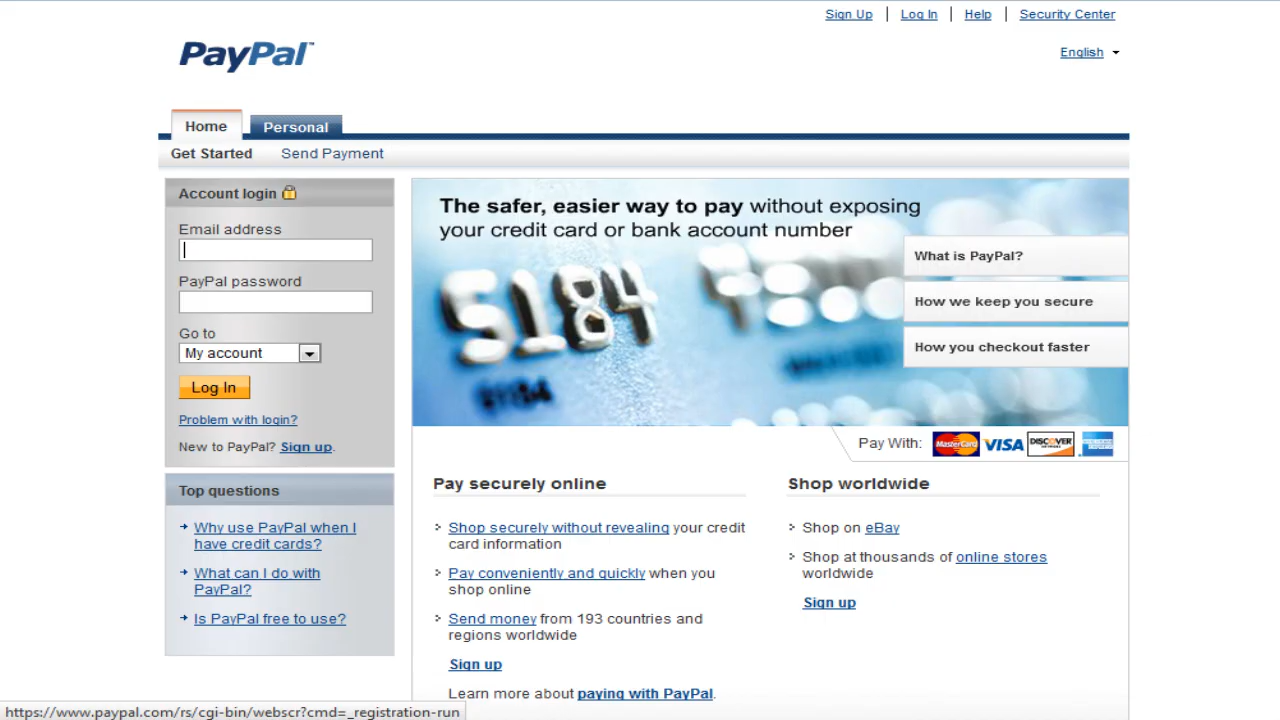 Sign Up | Log In | Help | Security Center
PayPal™
English
Home Personal
Get Started Send Payment
Account login
Email address
PayPal password
Go to
My account
Log In
Problem with login?
New to PayPal? Sign up.
Top questions
Why use PayPal when I
have credit cards?
What can I do with
PayPal?
Is PayPal free to use?
The safer, easier way to pay without exposing
your credit card or bank account number
5184
What is PayPal?
How we keep you secure
How you checkout faster
Pay With: MasterCard VISA DISCOVER
Pay securely online
Shop securely without revealing your credit
card information
Pay conveniently and quickly when you
shop online
Send money from 193 countries and
regions worldwide
Sign up
Learn more about paying with PayPal.
Shop worldwide
Shop on eBay
Shop at thousands of online stores
worldwide
Sign up
https://www.paypal.com/rs/cgi-bin/webscr?cmd=_registration-run